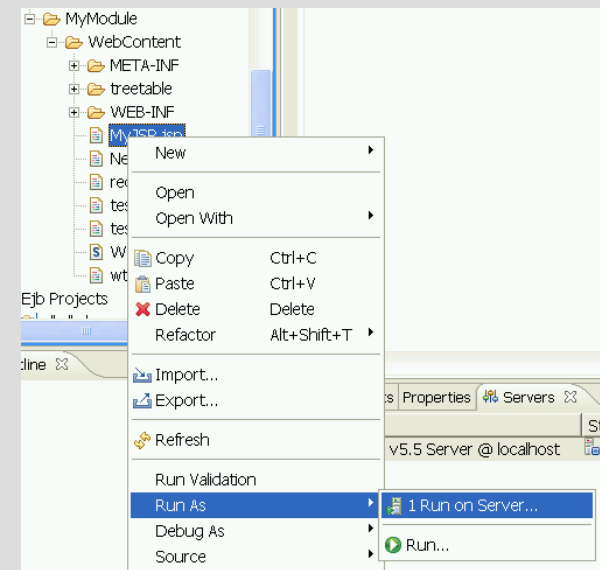 MyModule
WebContent
META-INF
treetable
WEB-INF
MyJSP.jsp
New
Open
Open With
Copy Ctrl+C
Paste Ctrl+V
Delete Delete
Ejb Projects
Refactor Alt+Shift+T
Import...
Export...
Properties Servers
Refresh
v5.5 Server @ localhost
Run Validation
Run As
1 Run on Server...
Debug As
Run...
Source